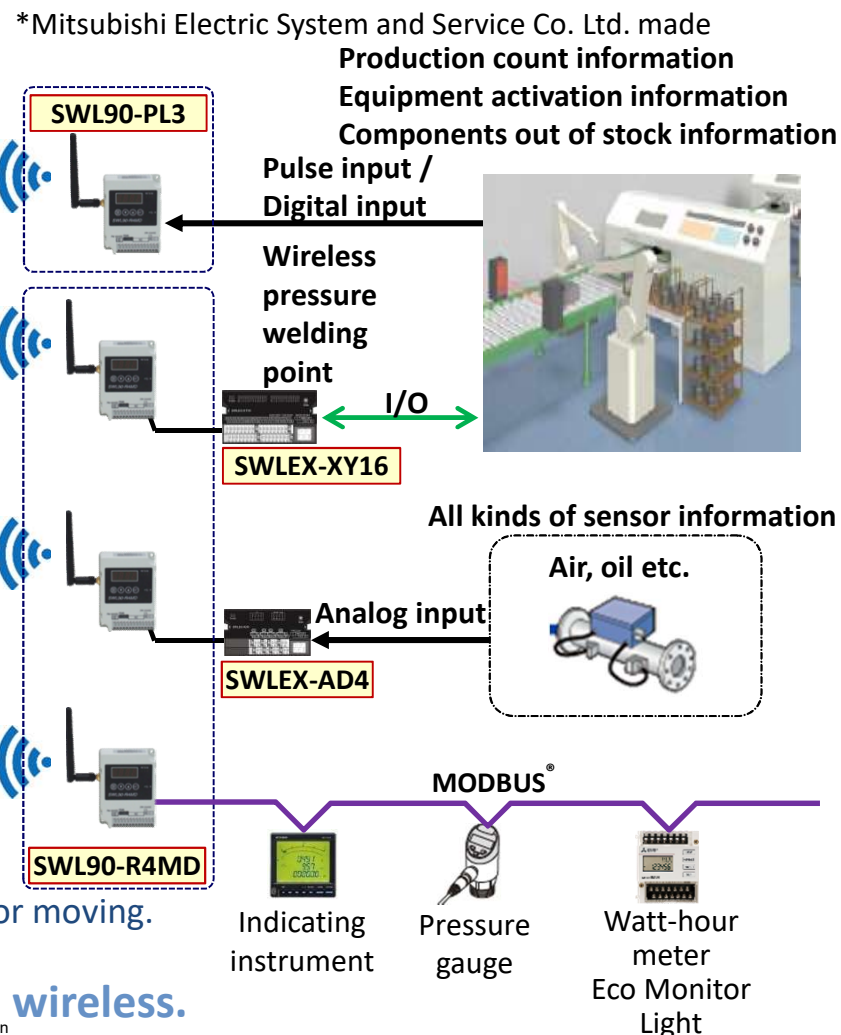 *Mitsubishi Electric System and Service Co. Ltd. made
Production count information
Equipment activation information
Components out of stock information
SWL90-PL3
Pulse input /
Digital input
Wireless
pressure
welding
point
I/O
SWLEX-XY16
All kinds of sensor information
Air, oil etc.
Analog input
SWLEX-AD4
MODBUS®
SWL90-R4MD
or moving.
Indicating
instrument
Pressure
gauge
Watt-hour
meter
Eco Monitor
Light
wireless.
n